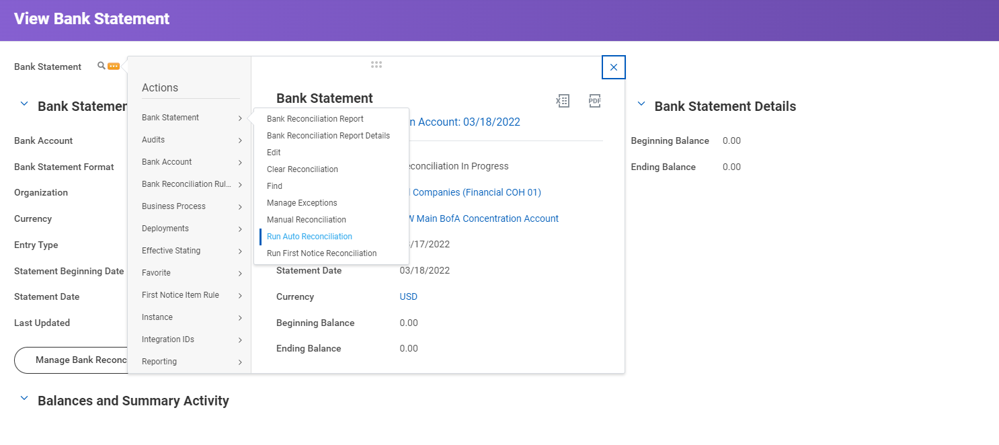 View Bank Statement
Bank Statement
Bank Statemen
Bank Account
Bank Statement Format
Organization
Currency
Entry Type
Statement Beginning Date
Statement Date
Last Updated
Manage Bank Reconc
Balances and Summary Activity
Actions
Bank Statement
Audits
Bank Account
Bank Reconciliation Rul...
Business Process
Deployments
Effective Stating
Favorite
First Notice Item Rule
Instance
Integration IDs
Reporting
Bank Reconciliation Report
Bank Reconciliation Report Details
Edit
Clear Reconciliation
Find
Manage Exceptions
Manual Reconciliation
Run Auto Reconciliation
Run First Notice Reconciliation
Bank Statement
X
PDF
n Account: 03/18/2022
conciliation In Progress
Companies (Financial COH 01)
W Main BofA Concentration Account
/17/2022
Statement Date 03/18/2022
Currency USD
Beginning Balance 0.00
Ending Balance 0.00
Bank Statement Details
Beginning Balance 0.00
Ending Balance 0.00